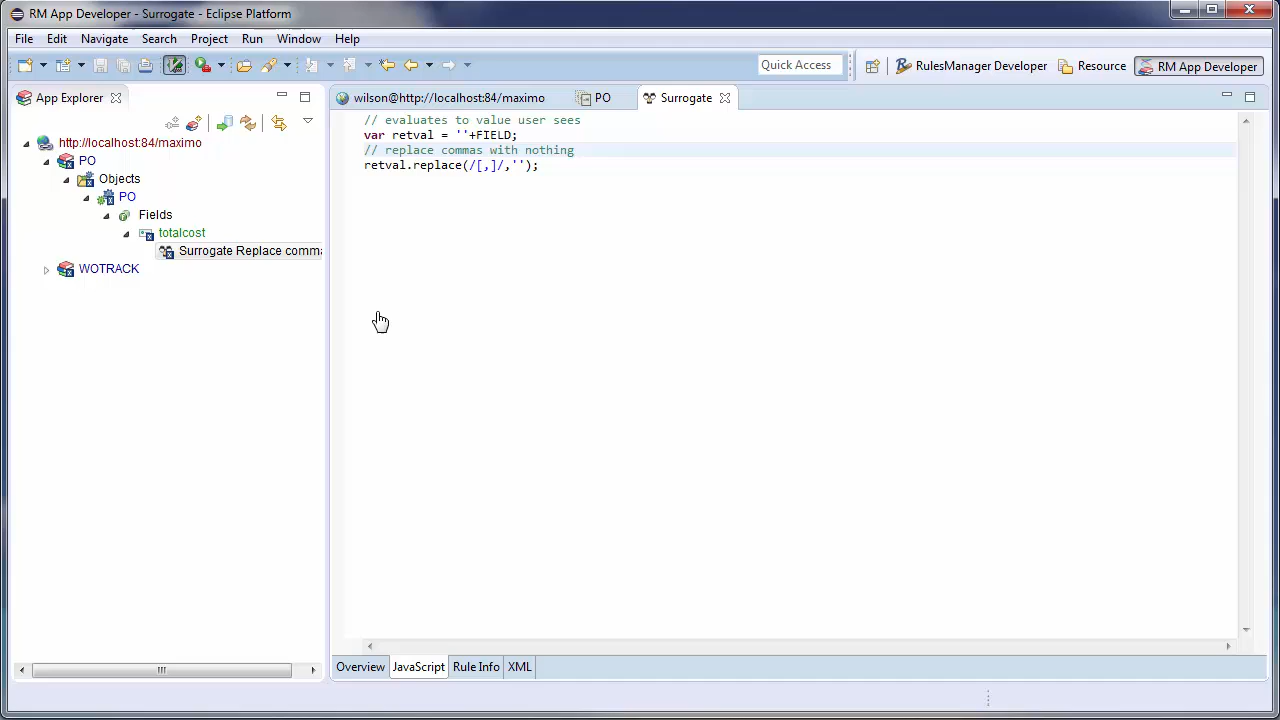 RM App Developer - Surrogate - Eclipse Platform
File Edit Navigate Search Project Run Window Help
Quick Access
RulesManager Developer
Resource
RM App Developer
App Explorer
wilson@http://localhost:84/maximo
PO
Surrogate
http://localhost:84/maximo
PO
Objects
PO
Fields
totalcost
Surrogate Replace comma
WOTRACK
// evaluates to value user sees
var retval = ''+FIELD;
// replace commas with nothing
retval.replace(/[,]/,'');
Overview JavaScript Rule Info XML